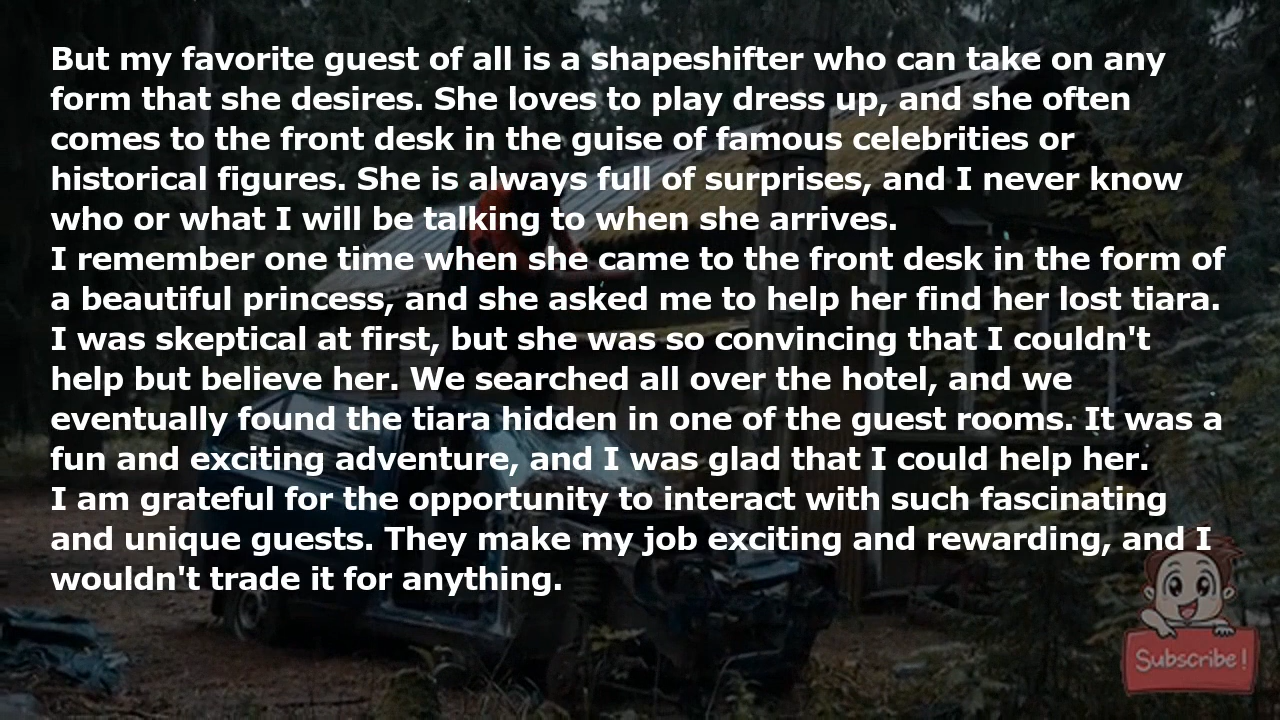 But my favorite guest of all is a shapeshifter who can take on any
form that she desires. She loves to play dress up, and she often
comes to the front desk in the guise of famous celebrities or
historical figures. She is always full of surprises, and I never know
who or what I will be talking to when she arrives.
I remember one time when she came to the front desk in the form of
a beautiful princess, and she asked me to help her find her lost tiara.
I was skeptical at first, but she was so convincing that I couldn't
help but believe her. We searched all over the hotel, and we
eventually found the tiara hidden in one of the guest rooms. It was a
fun and exciting adventure, and I was glad that I could help her.
I am grateful for the opportunity to interact with such fascinating
and unique guests. They make my job exciting and rewarding, and I
wouldn't trade it for anything.
Subscribe!